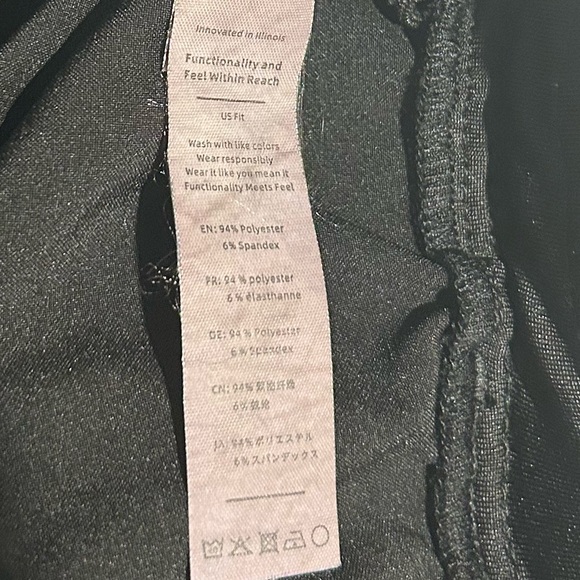 Innovated in Illinois
Functionality and
Feel Within Reach
US Fit
Wash with like colors
Wear responsibly
Wear it like you mean it
Functionality Meets Feel
EN: 94% Polyester
6% Spandex
FR: 94 % polyester
6 % élasthanne
DE: 94 % Polyester
6 % Spandex
CN: 94% 聚酯纤维
6% 氨纶
JA: 94% ポリエステル
6% スパンデックス